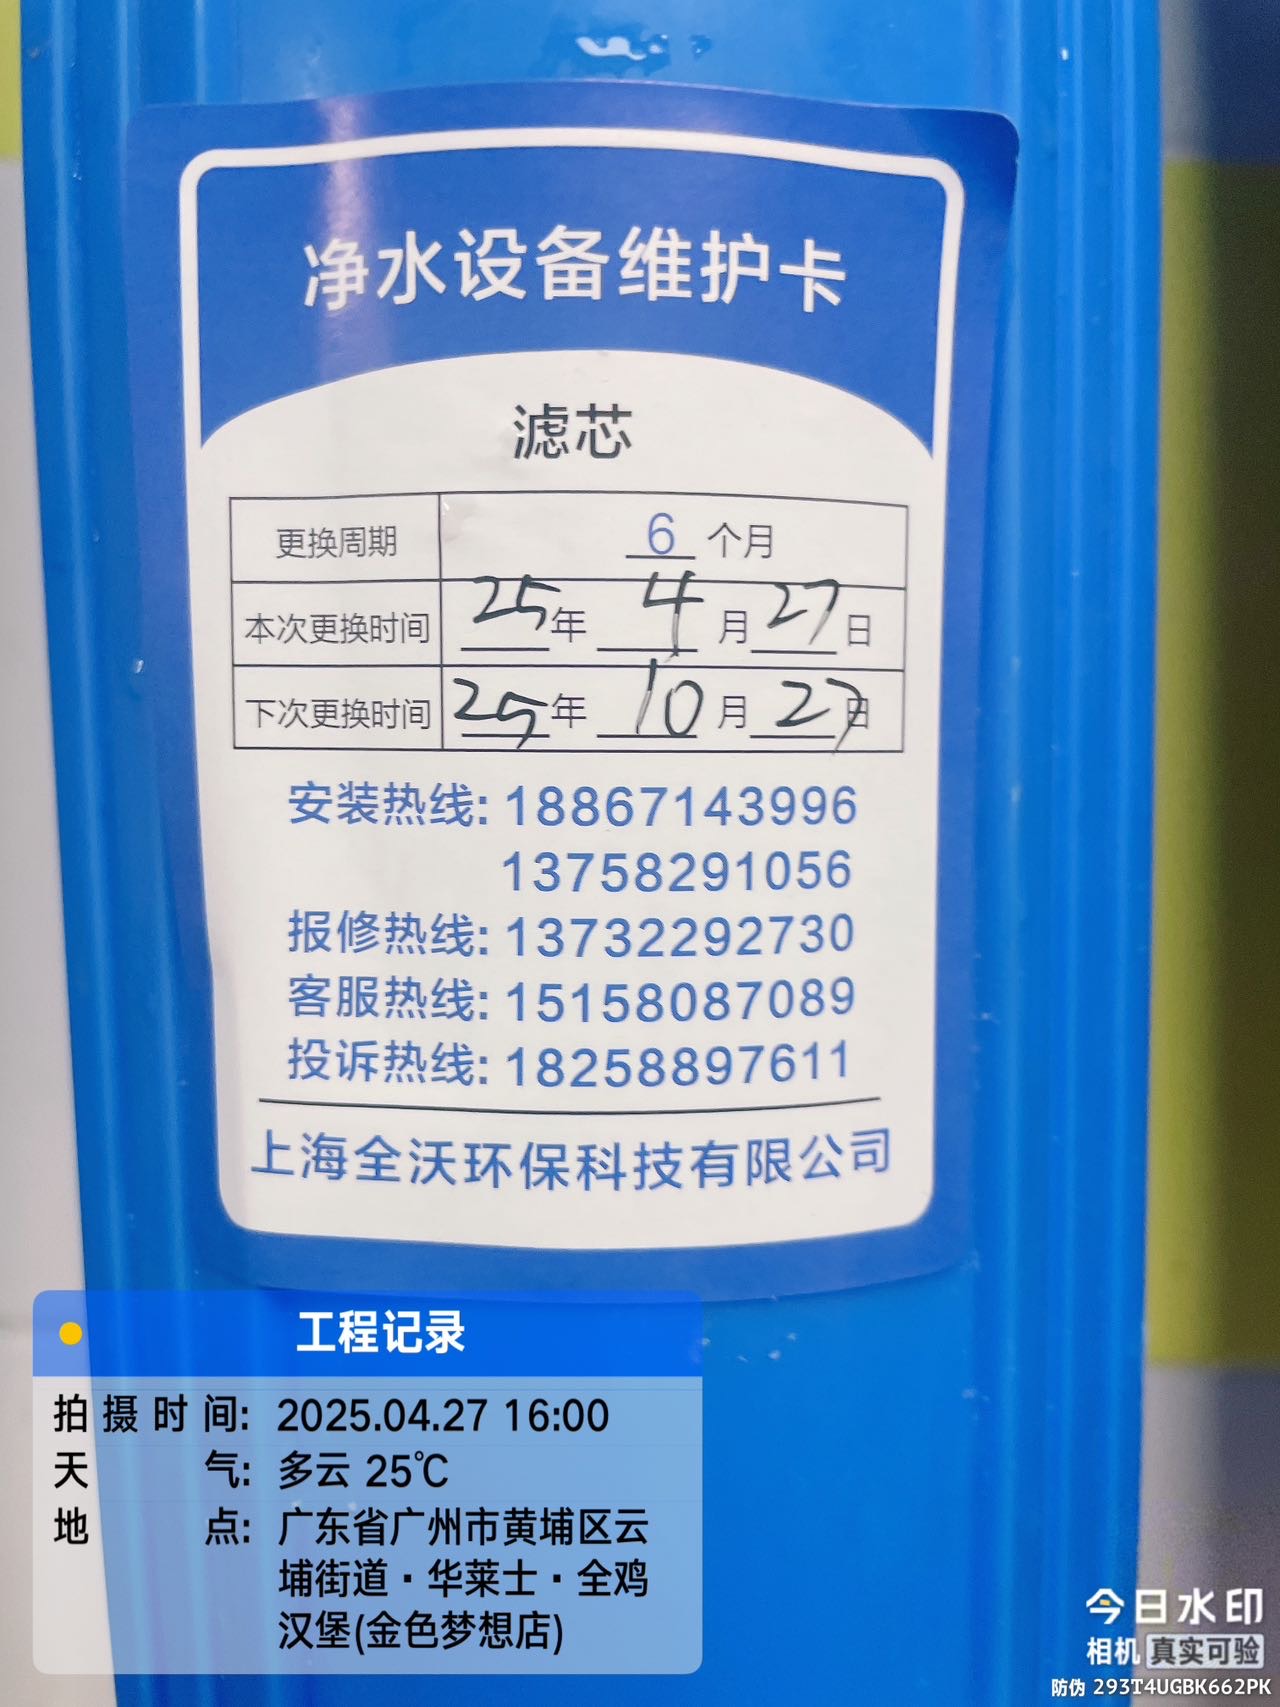 净水设备维护卡
滤芯
更换周期 6 个月
本次更换时间 25年 4月 27日
下次更换时间 25年 10月 27日
安装热线: 18867143996
13758291056
报修热线: 13732292730
客服热线: 15158087089
投诉热线: 18258897611
上海全沃环保科技有限公司
工程记录
拍摄时间: 2025.04.27 16:00
天气: 多云 25℃
地点: 广东省广州市黄埔区云
埔街道·华莱士·全鸡
汉堡(金色梦想店)
今日水印
相机 真实可验
防伪 293T4UGBK662PK